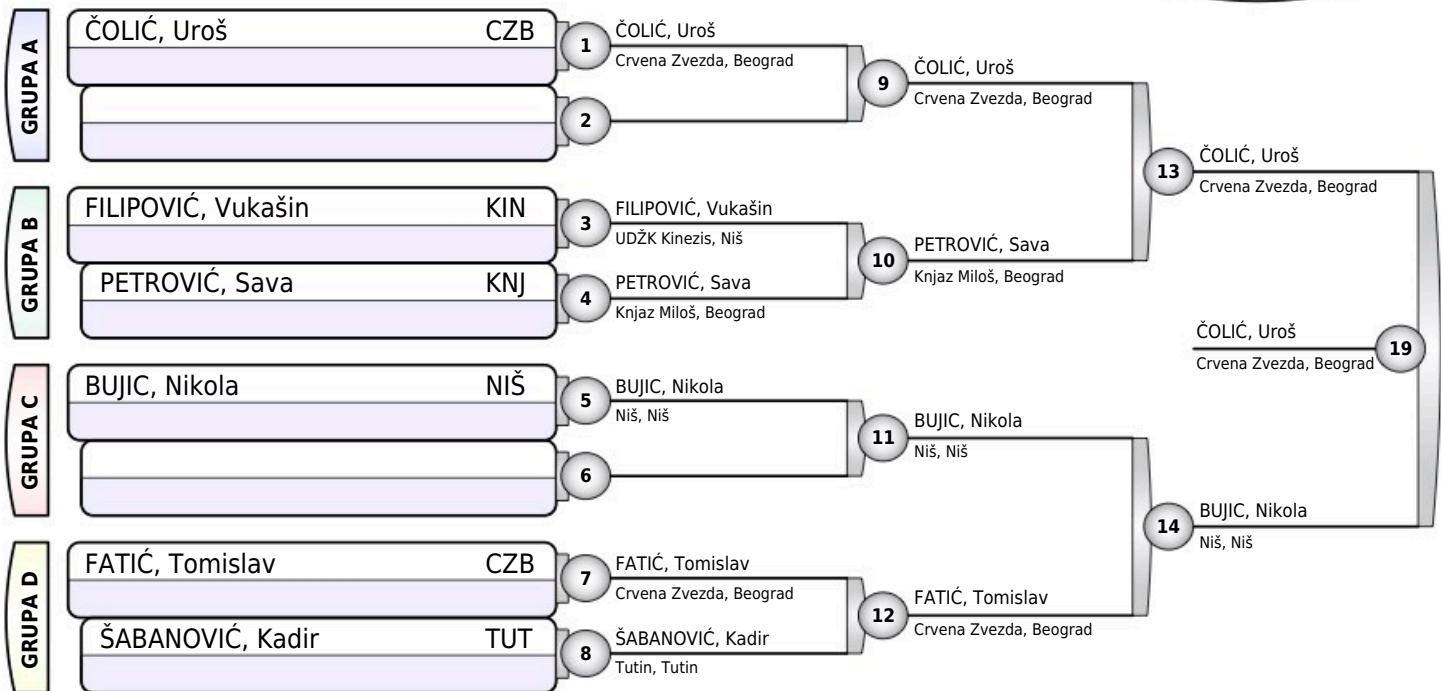 GRUPA A
ČOLIĆ, Uroš CZB
1
ČOLIĆ, Uroš
Crvena Zvezda, Beograd
2
9
ČOLIĆ, Uroš
Crvena Zvezda, Beograd
GRUPA B
FILIPOVIĆ, Vukašin KIN
3
FILIPOVIĆ, Vukašin
UDŽK Kinezis, Niš
PETROVIĆ, Sava KNJ
4
PETROVIĆ, Sava
Knjaz Miloš, Beograd
10
PETROVIĆ, Sava
Knjaz Miloš, Beograd
13
ČOLIĆ, Uroš
Crvena Zvezda, Beograd
GRUPA C
BUJIC, Nikola NIŠ
5
BUJIC, Nikola
Niš, Niš
6
11
BUJIC, Nikola
Niš, Niš
GRUPA D
FATIĆ, Tomislav CZB
7
FATIĆ, Tomislav
Crvena Zvezda, Beograd
ŠABANOVIĆ, Kadir TUT
8
ŠABANOVIĆ, Kadir
Tutin, Tutin
12
FATIĆ, Tomislav
Crvena Zvezda, Beograd
14
BUJIC, Nikola
Niš, Niš
ČOLIĆ, Uroš
Crvena Zvezda, Beograd
19